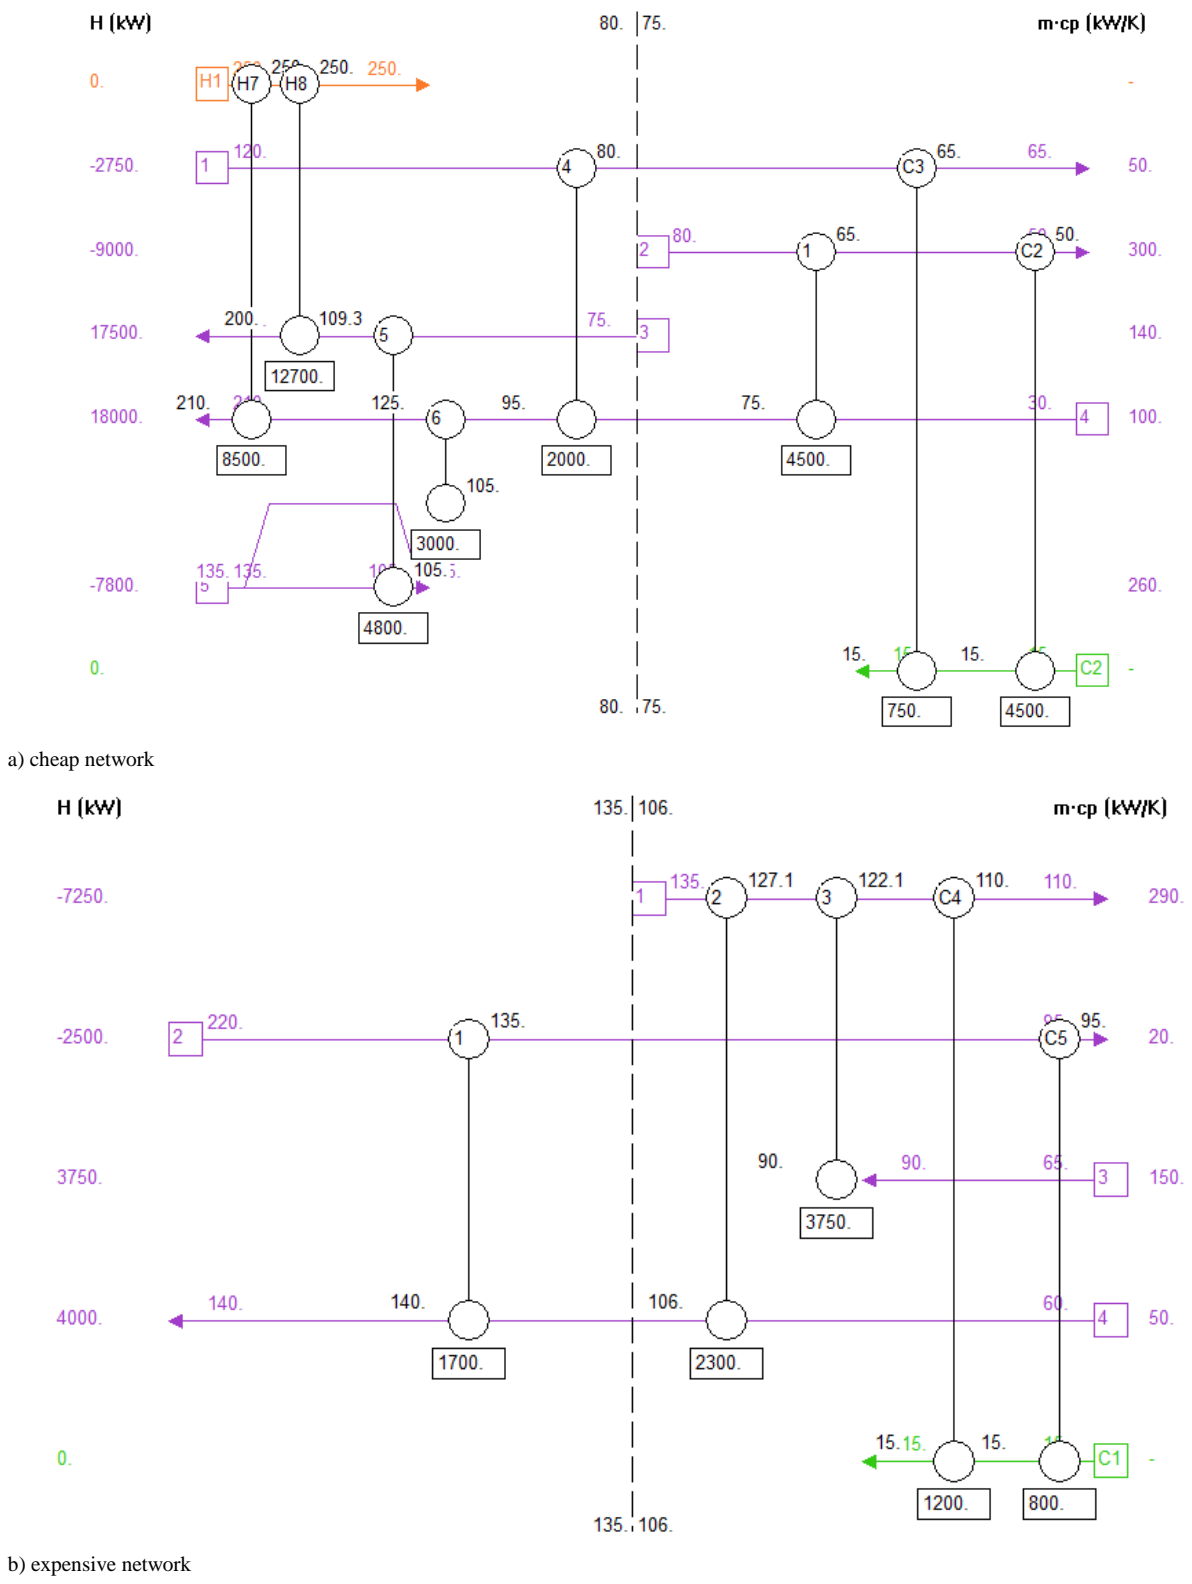 H (kW) 80. 75. m·cp (kW/K)
0. H1 H7 250. H8 250. 250. -
-2750. 1 120. 4 80. C3 65. 65. 50.
-9000. 2 80. 1 65. C2 50. 300.
17500. 200. 109.3 5 75. 3 140.
12700.
18000. 210. 125. 6 95. 75. 30. 4 100.
8500. 2000. 4500.
105.
3000.
-7800. 5 135. 135. 105. 260.
4800.
0. 15. 15. C2 -
80. 75. 750. 4500.
a) cheap network
H (kW) 135. 106. m·cp (kW/K)
-7250. 1 135. 2 127.1 3 122.1 C4 110. 110. 290.
-2500. 2 220. 1 135. C5 95. 20.
3750. 90. 90. 65. 3 150.
3750.
4000. 140. 140. 106. 60. 4 50.
1700. 2300.
0. 15. 15. 15. C1 -
1200. 800.
135. 106.
b) expensive network